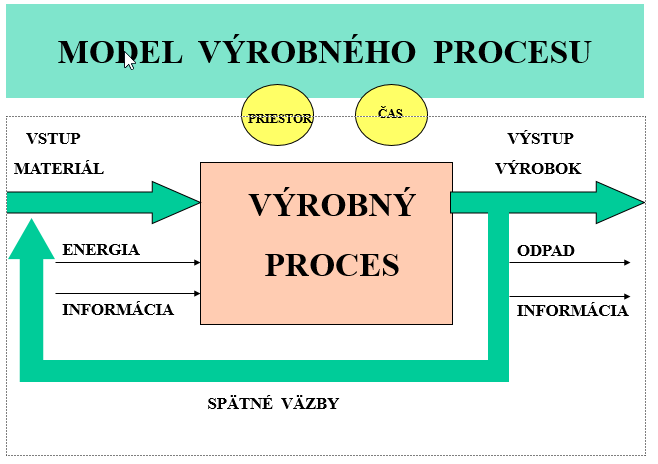 MODEL VÝROBNÉHO PROCESU
PRIESTOR
ČAS
VSTUP
MATERIÁL
VÝSTUP
VÝROBOK
VÝROBNÝ
PROCES
ENERGIA
INFORMÁCIA
ODPAD
INFORMÁCIA
SPÄTNÉ VÄZBY